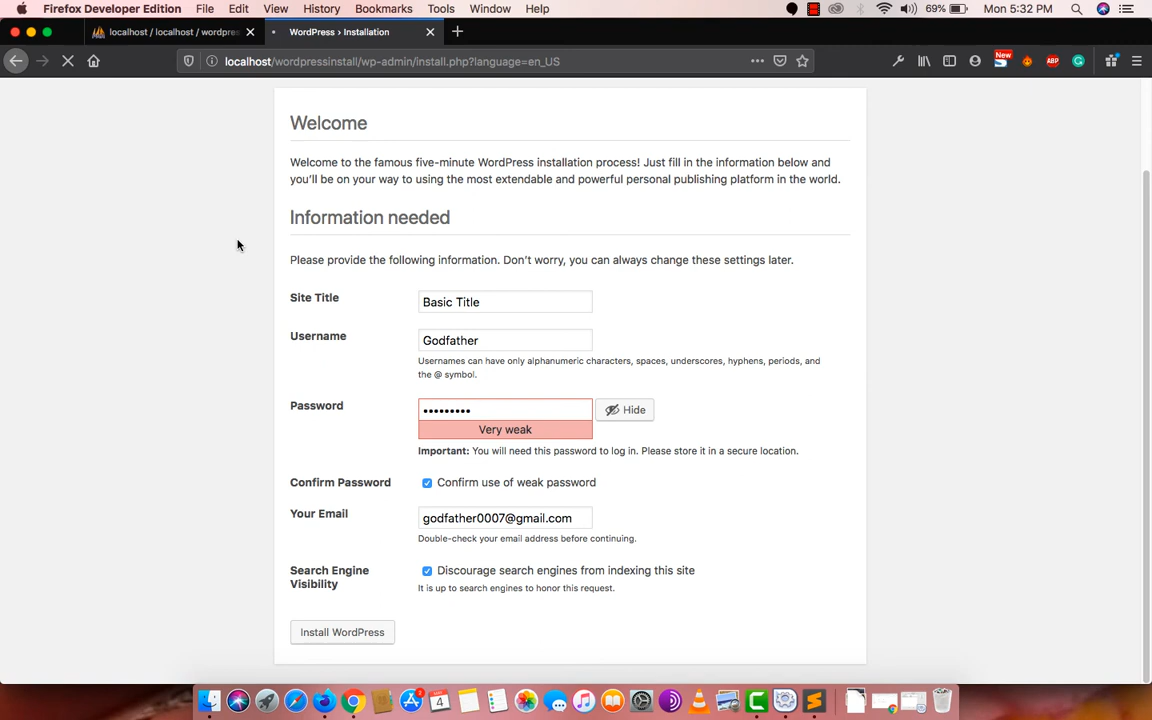 Firefox Developer Edition File Edit View History Bookmarks Tools Window Help 69% Mon 5:32 PM
localhost / localhost / wordpres WordPress › Installation
localhost/wordpressinstall/wp-admin/install.php?language=en_US New ABP
Welcome
Welcome to the famous five-minute WordPress installation process! Just fill in the information below and
you'll be on your way to using the most extendable and powerful personal publishing platform in the world.
Information needed
Please provide the following information. Don't worry, you can always change these settings later.
Site Title Basic Title
Username Godfather
Usernames can have only alphanumeric characters, spaces, underscores, hyphens, periods, and
the @ symbol.
Password ••••••••• Hide
Very weak
Important: You will need this password to log in. Please store it in a secure location.
Confirm Password Confirm use of weak password
Your Email godfather0007@gmail.com
Double-check your email address before continuing.
Search Engine Discourage search engines from indexing this site
Visibility It is up to search engines to honor this request.
Install WordPress
4